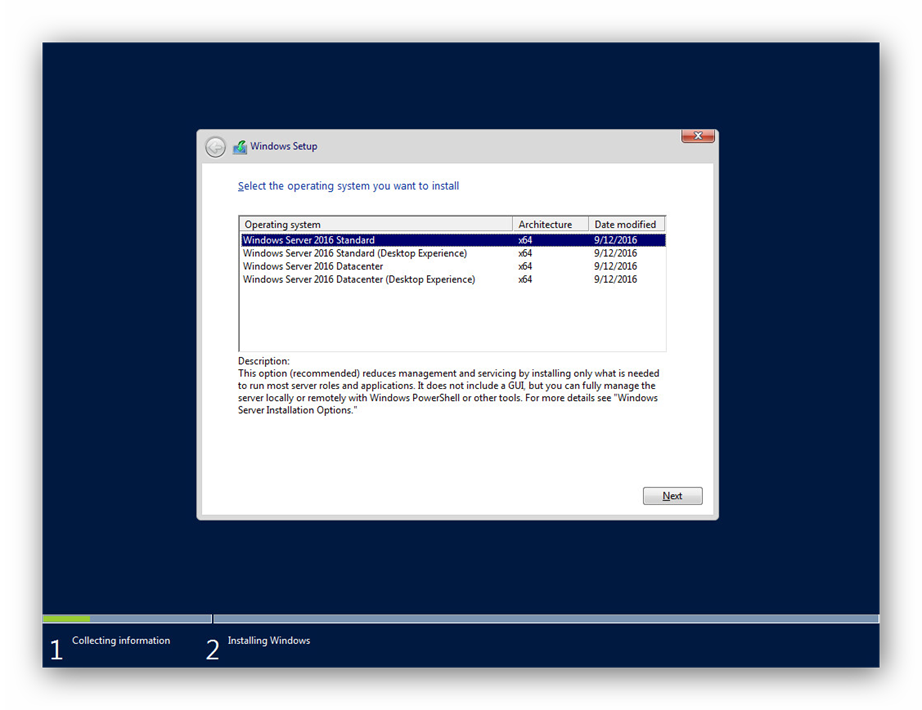 Windows Setup
Select the operating system you want to install
Operating system Architecture Date modified
Windows Server 2016 Standard x64 9/12/2016
Windows Server 2016 Standard (Desktop Experience) x64 9/12/2016
Windows Server 2016 Datacenter x64 9/12/2016
Windows Server 2016 Datacenter (Desktop Experience) x64 9/12/2016
Description:
This option (recommended) reduces management and servicing by installing only what is needed
to run most server roles and applications. It does not include a GUI, but you can fully manage the
server locally or remotely with Windows PowerShell or other tools. For more details see "Windows
Server Installation Options."
Next
1 Collecting information 2 Installing Windows